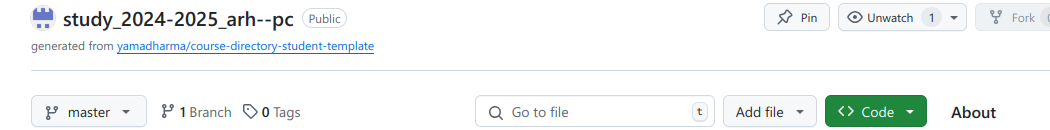 study_2024-2025_arh--pc Public Pin Unwatch 1 Fork
generated from yamadharma/course-directory-student-template
master 1 Branch 0 Tags Go to file t Add file Code About